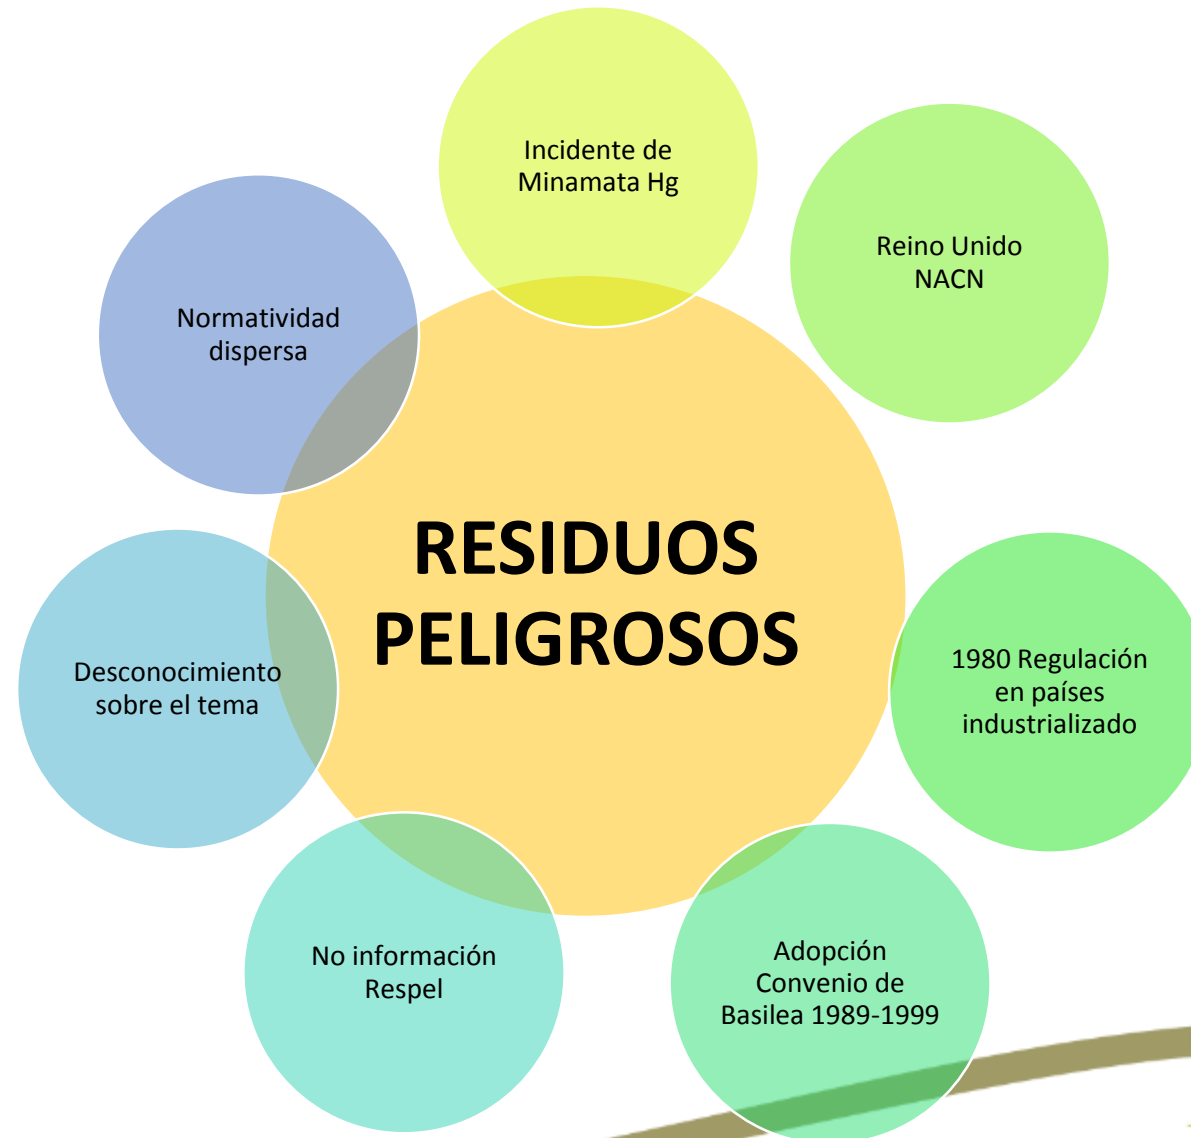 Incidente de
Minamata Hg
Reino Unido
NACN
1980 Regulación
en países
industrializado
Adopción
Convenio de
Basilea 1989-1999
No información
Respel
Desconocimiento
sobre el tema
Normatividad
dispersa
RESIDUOS
PELIGROSOS